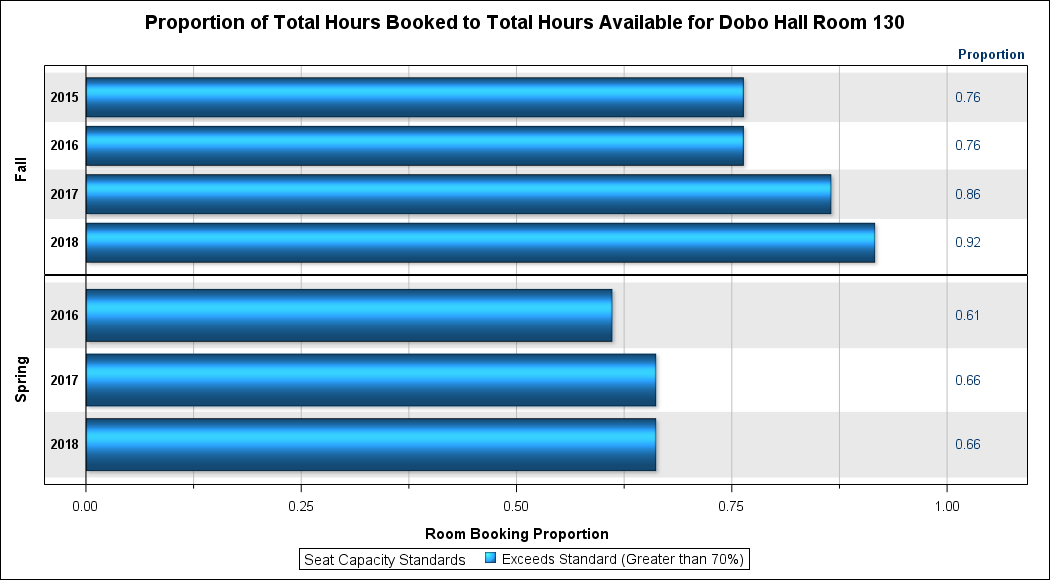 Proportion of Total Hours Booked to Total Hours Available for Dobo Hall Room 130
Proportion
Fall
2015 0.76
2016 0.76
2017 0.86
2018 0.92
Spring
2016 0.61
2017 0.66
2018 0.66
0.00 0.25 0.50 0.75 1.00
Room Booking Proportion
Seat Capacity Standards Exceeds Standard (Greater than 70%)